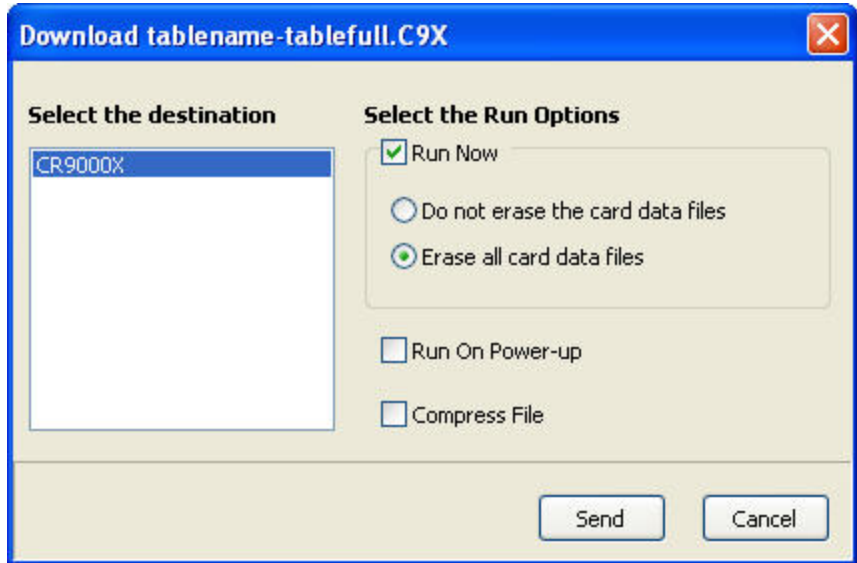 Download tablename-tablefull.C9X
Select the destination
CR9000X
Select the Run Options
Run Now
Do not erase the card data files
Erase all card data files
Run On Power-up
Compress File
Send
Cancel